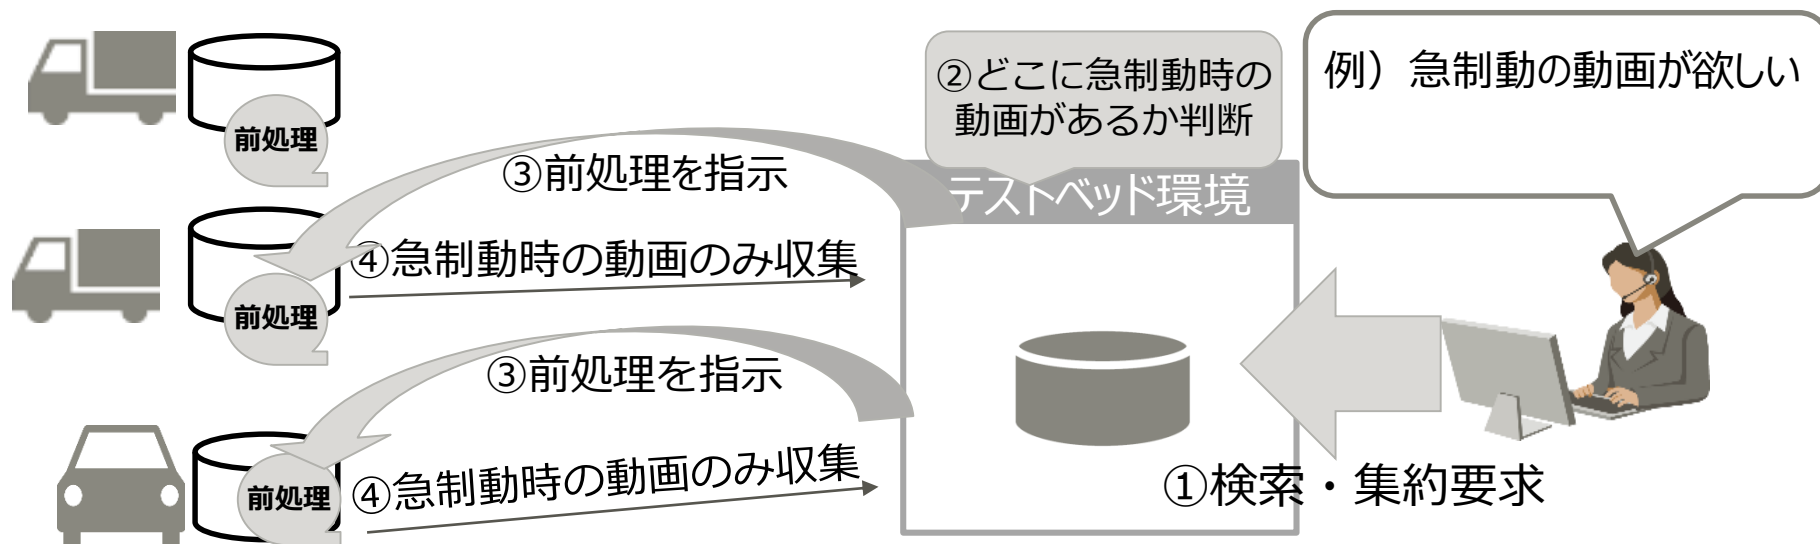 前処理
②どこに急制動時の
動画があるか判断
例）急制動の動画が欲しい
③前処理を指示
テストベッド環境
④急制動時の動画のみ収集
前処理
③前処理を指示
④急制動時の動画のみ収集
前処理
①検索・集約要求